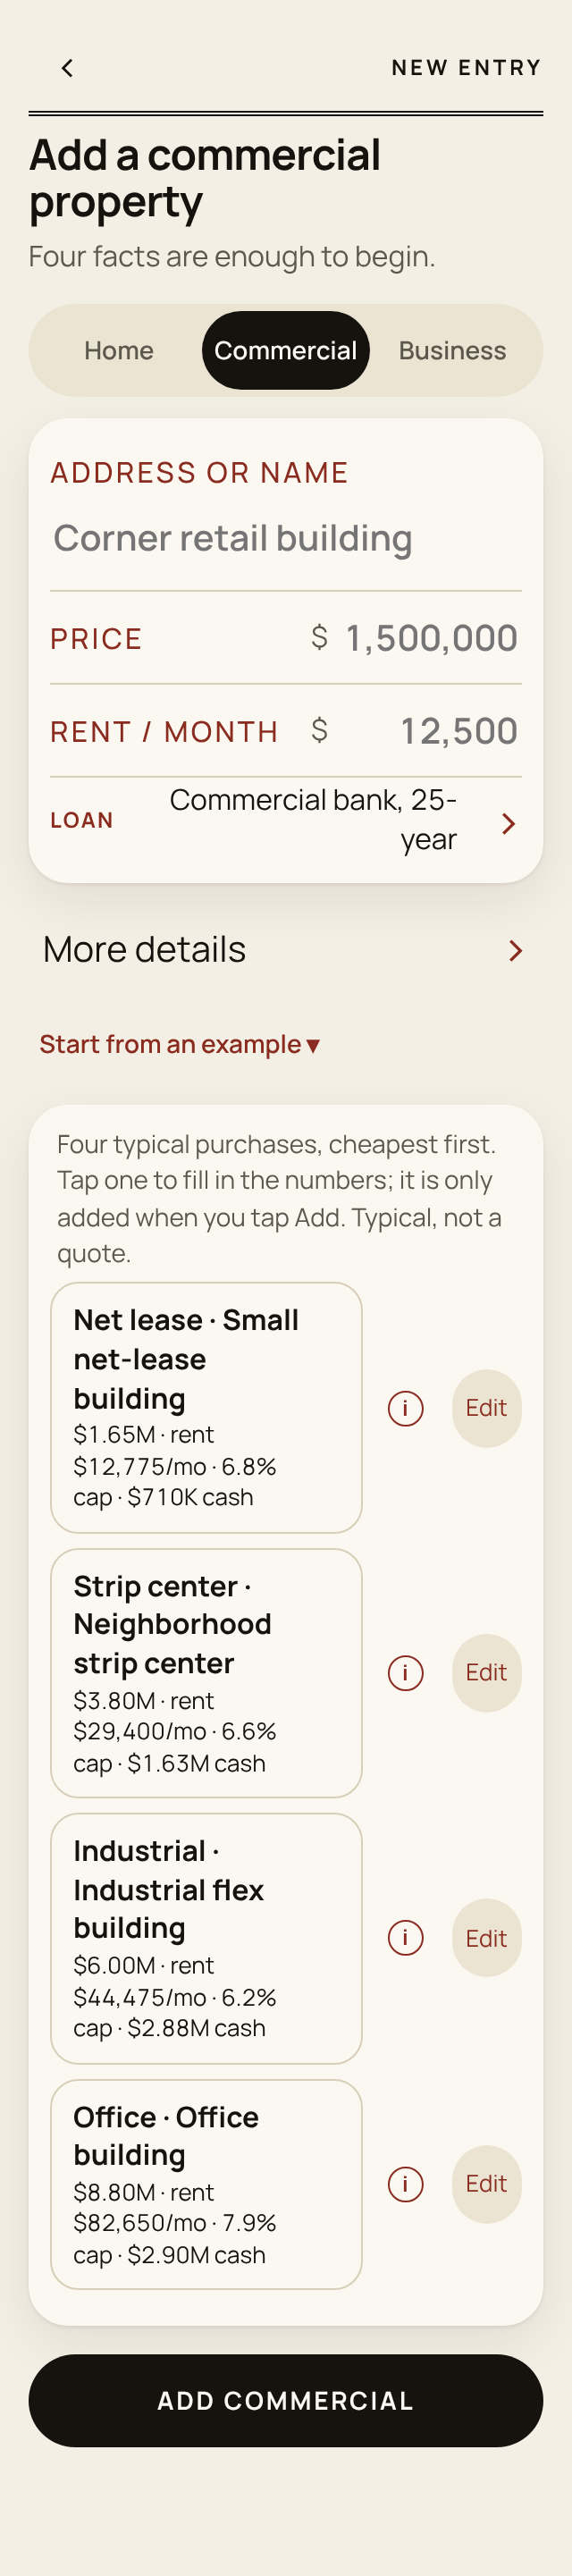 NEW ENTRY
Add a commercial
property
Four facts are enough to begin.
Home Commercial Business
ADDRESS OR NAME
Corner retail building
PRICE $ 1,500,000
RENT / MONTH $ 12,500
LOAN Commercial bank, 25-
year
More details
Start from an example ▾
Four typical purchases, cheapest first.
Tap one to fill in the numbers; it is only
added when you tap Add. Typical, not a
quote.
Net lease · Small
net-lease
building
$1.65M · rent
$12,775/mo · 6.8%
cap · $710K cash
i Edit
Strip center ·
Neighborhood
strip center
$3.80M · rent
$29,400/mo · 6.6%
cap · $1.63M cash
i Edit
Industrial ·
Industrial flex
building
$6.00M · rent
$44,475/mo · 6.2%
cap · $2.88M cash
i Edit
Office · Office
building
$8.80M · rent
$82,650/mo · 7.9%
cap · $2.90M cash
i Edit
ADD COMMERCIAL